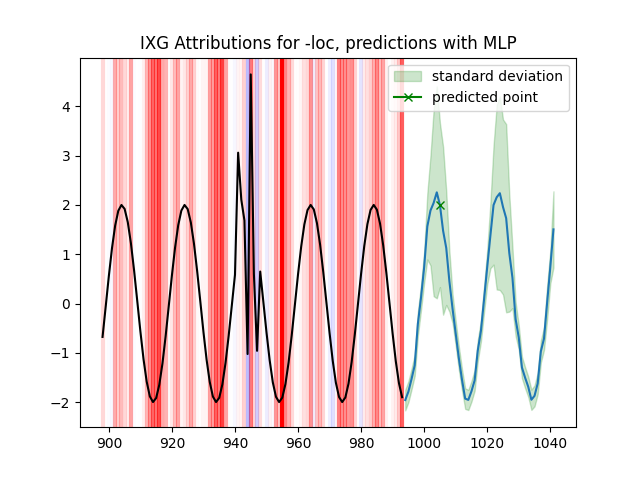 IXG Attributions for -loc, predictions with MLP
standard deviation
predicted point
4
3
2
1
0
−1
−2
900 920 940 960 980 1000 1020 1040